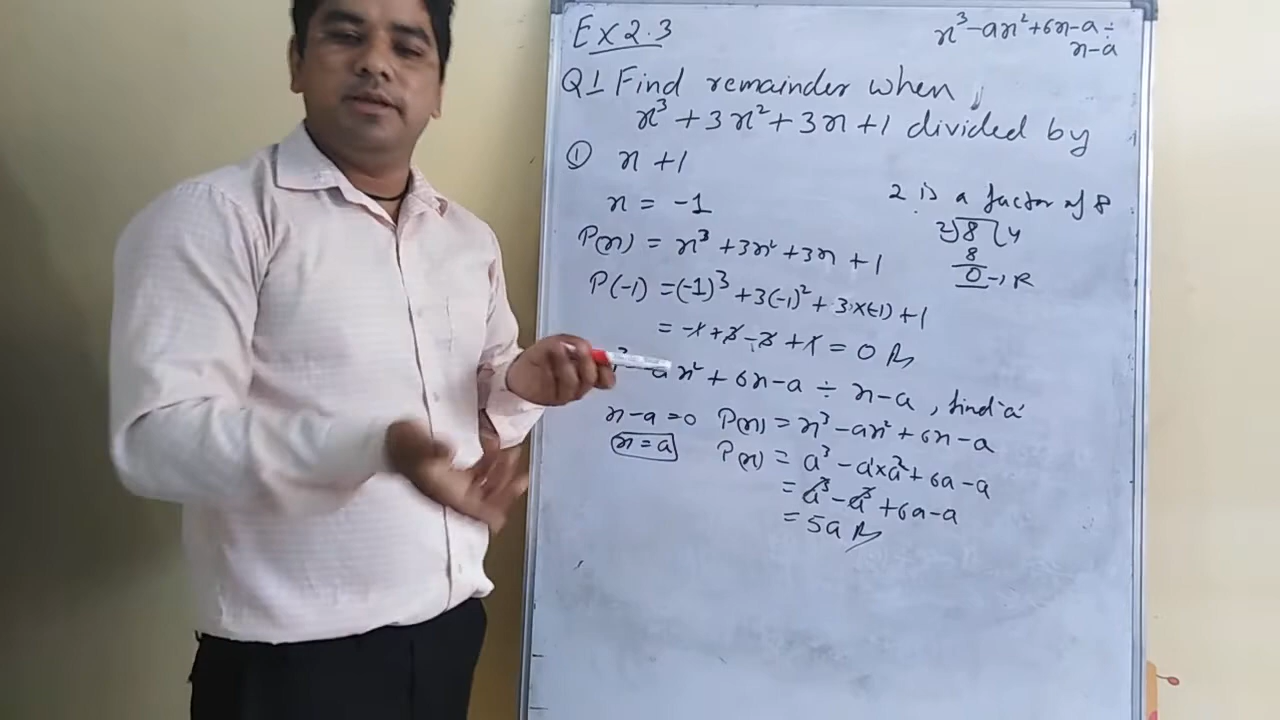 Ex 2.3
x³-ax²+6x-a ÷
x-a
Q1 Find remainder when
x³ + 3x² + 3x + 1 divided by
① x + 1
x = -1
2 is a factor of 8
2)8(4
8
0 → R
P(x) = x³ + 3x² + 3x + 1
P(-1) = (-1)³ + 3(-1)² + 3×(-1) + 1
= -1 + 3 - 3 + 1 = 0
ax² + 6x - a ÷ x - a, find 'a'
x - a = 0 P(x) = x³ - ax² + 6x - a
x = a P(x) = a³ - a×a² + 6a - a
= a³ - a³ + 6a - a
= 5a